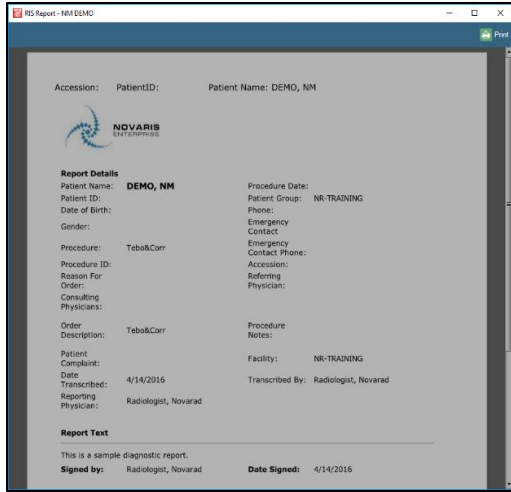 RIS Report - NM DEMO
Print
Accession: PatientID: Patient Name: DEMO, NM
NOVARIS
ENTERPRISE
Report Details
Patient Name: DEMO, NM Procedure Date:
Patient ID: Patient Group: NR-TRAINING
Date of Birth: Phone:
Gender: Emergency Contact
Procedure: Tebo&Corr Emergency Contact Phone:
Procedure ID: Accession:
Reason For Order: Referring Physician:
Consulting Physicians:
Order Description: Tebo&Corr Procedure Notes:
Patient Complaint: Facility: NR-TRAINING
Date Transcribed: 4/14/2016 Transcribed By: Radiologist, Novarad
Reporting Physician: Radiologist, Novarad
Report Text
This is a sample diagnostic report.
Signed by: Radiologist, Novarad Date Signed: 4/14/2016